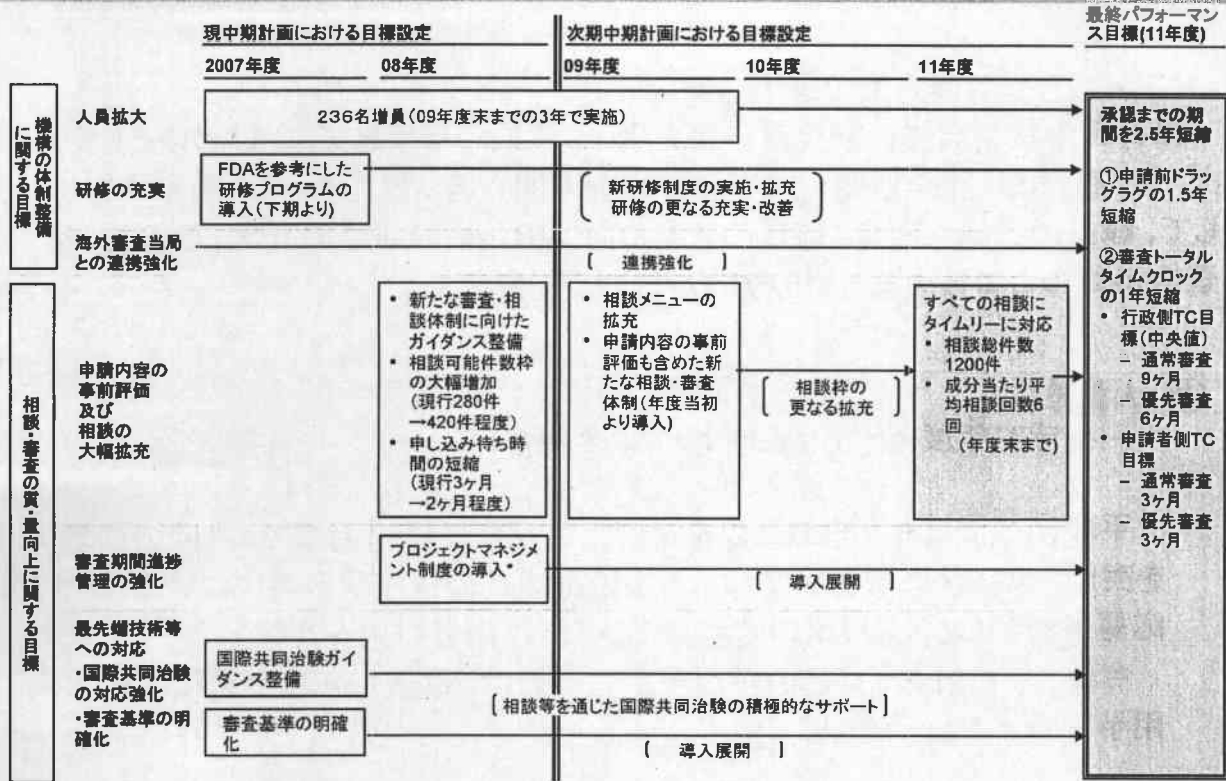 最終パフォーマン
ス目標(11年度)
現中期計画における目標設定
次期中期計画における目標設定
2007年度
08年度
09年度
10年度
11年度
機構の体制整備
に関する目標
人員拡大
236名増員(09年度末までの3年で実施)
研修の充実
FDAを参考にした
研修プログラムの
導入(下期より)
新研修制度の実施・拡充
研修の更なる充実・改善
海外審査当局
との連携強化
[ 連携強化 ]
相談・審査の質・量向上に関する目標
申請内容の
事前評価
及び
相談の
大幅拡充
• 新たな審査・相
談体制に向けた
ガイダンス整備
• 相談可能件数枠
の大幅増加
(現行280件
→420件程度)
• 申し込み待ち時
間の短縮
(現行3ヶ月
→2ヶ月程度)
• 相談メニューの
拡充
• 申請内容の事前
評価も含めた新
たな相談・審査
体制(年度当初
より導入)
相談枠の
更なる拡充
すべての相談に
タイムリーに対応
• 相談総件数
1200件
• 成分当たり平
均相談回数6
回
(年度末まで)
審査期間進捗
管理の強化
プロジェクトマネジメ
ント制度の導入*
[ 導入展開 ]
最先端技術等
への対応
・国際共同治験
の対応強化
国際共同治験ガイ
ダンス整備
[相談等を通じた国際共同治験の積極的なサポート]
・審査基準の明
確化
審査基準の明確
化
[ 導入展開 ]
承認までの期
間を2.5年短縮
①申請前ドラッ
グラグの1.5年
短縮
②審査トータル
タイムクロック
の1年短縮
• 行政側TC目
標(中央値)
– 通常審査
9ヶ月
– 優先審査
6ヶ月
• 申請者側TC
目標
– 通常審査
3ヶ月
– 優先審査
3ヶ月